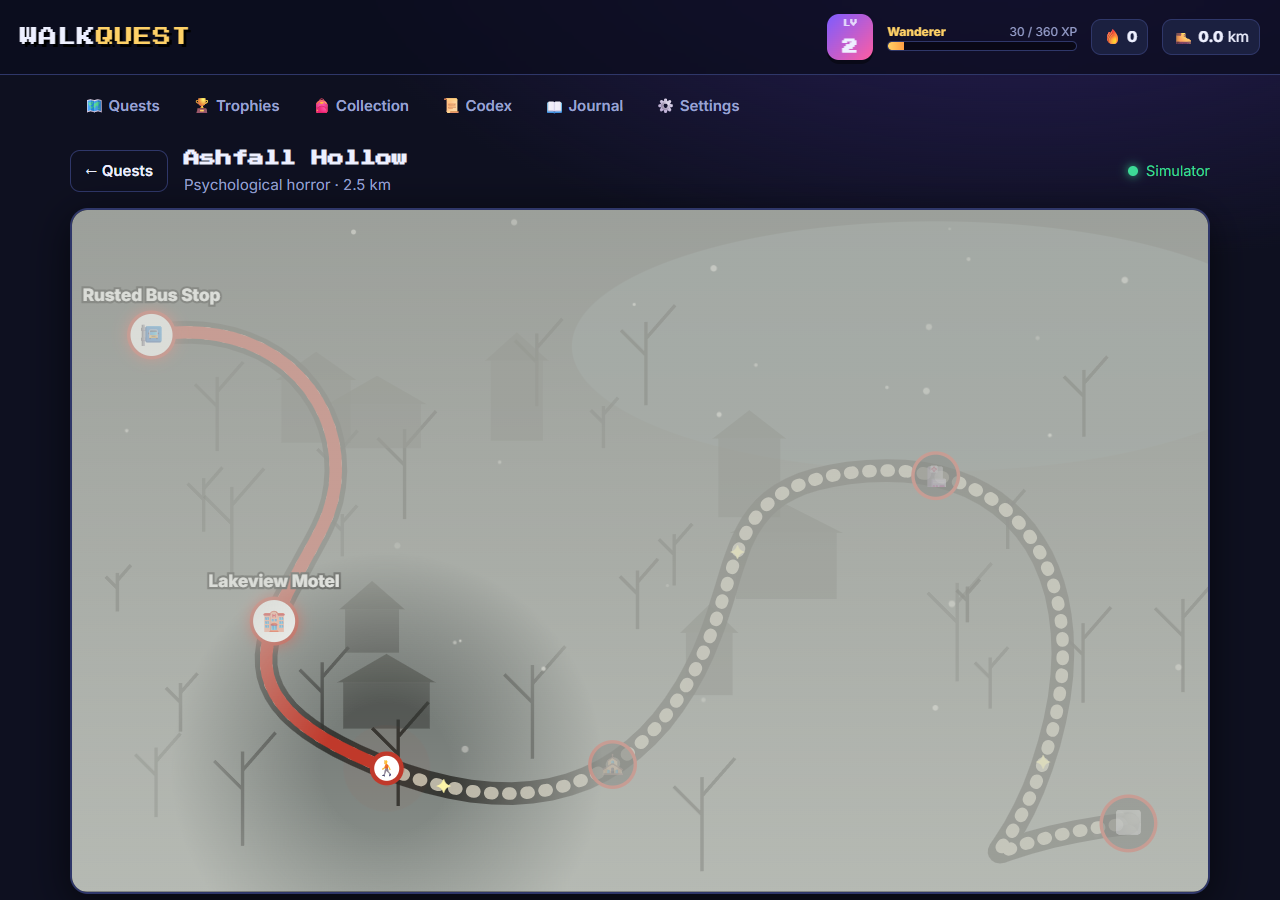 WALKQUEST
LV
2
Wanderer
30 / 360 XP
0
0.0 km
Quests
Trophies
Collection
Codex
Journal
Settings
← Quests
Ashfall Hollow
Psychological horror · 2.5 km
Simulator
Rusted Bus Stop
Lakeview Motel